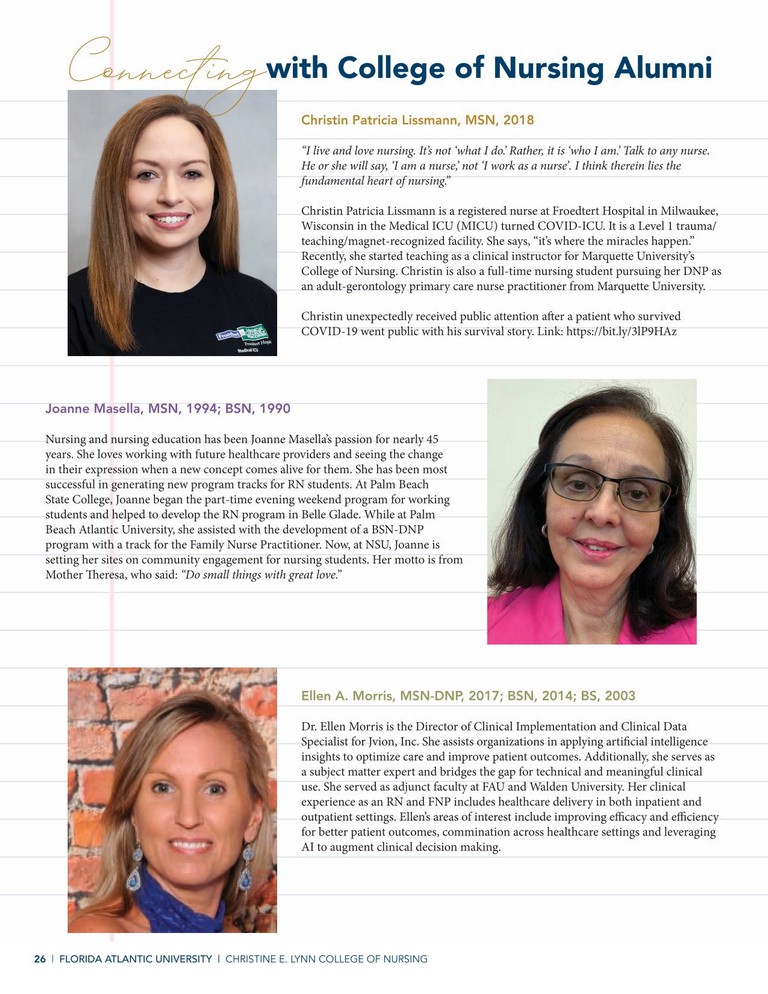 Connecting with College of Nursing Alumni
Christin Patricia Lissmann, MSN, 2018
“I live and love nursing. It’s not ‘what I do.’ Rather, it is ‘who I am.’ Talk to any nurse.
He or she will say, ‘I am a nurse,’ not ‘I work as a nurse’. I think therein lies the
fundamental heart of nursing.”
Christin Patricia Lissmann is a registered nurse at Froedtert Hospital in Milwaukee,
Wisconsin in the Medical ICU (MICU) turned COVID-ICU. It is a Level 1 trauma/
teaching/magnet-recognized facility. She says, “it’s where the miracles happen.”
Recently, she started teaching as a clinical instructor for Marquette University’s
College of Nursing. Christin is also a full-time nursing student pursuing her DNP as
an adult-gerontology primary care nurse practitioner from Marquette University.
Christin unexpectedly received public attention after a patient who survived
COVID-19 went public with his survival story. Link: https://bit.ly/3lP9HAz
Joanne Masella, MSN, 1994; BSN, 1990
Nursing and nursing education has been Joanne Masella’s passion for nearly 45
years. She loves working with future healthcare providers and seeing the change
in their expression when a new concept comes alive for them. She has been most
successful in generating new program tracks for RN students. At Palm Beach
State College, Joanne began the part-time evening weekend program for working
students and helped to develop the RN program in Belle Glade. While at Palm
Beach Atlantic University, she assisted with the development of a BSN-DNP
program with a track for the Family Nurse Practitioner. Now, at NSU, Joanne is
setting her sites on community engagement for nursing students. Her motto is from
Mother Theresa, who said: “Do small things with great love.”
Ellen A. Morris, MSN-DNP, 2017; BSN, 2014; BS, 2003
Dr. Ellen Morris is the Director of Clinical Implementation and Clinical Data
Specialist for Jvion, Inc. She assists organizations in applying artificial intelligence
insights to optimize care and improve patient outcomes. Additionally, she serves as
a subject matter expert and bridges the gap for technical and meaningful clinical
use. She served as adjunct faculty at FAU and Walden University. Her clinical
experience as an RN and FNP includes healthcare delivery in both inpatient and
outpatient settings. Ellen’s areas of interest include improving efficacy and efficiency
for better patient outcomes, commination across healthcare settings and leveraging
AI to augment clinical decision making.
26 | FLORIDA ATLANTIC UNIVERSITY | CHRISTINE E. LYNN COLLEGE OF NURSING